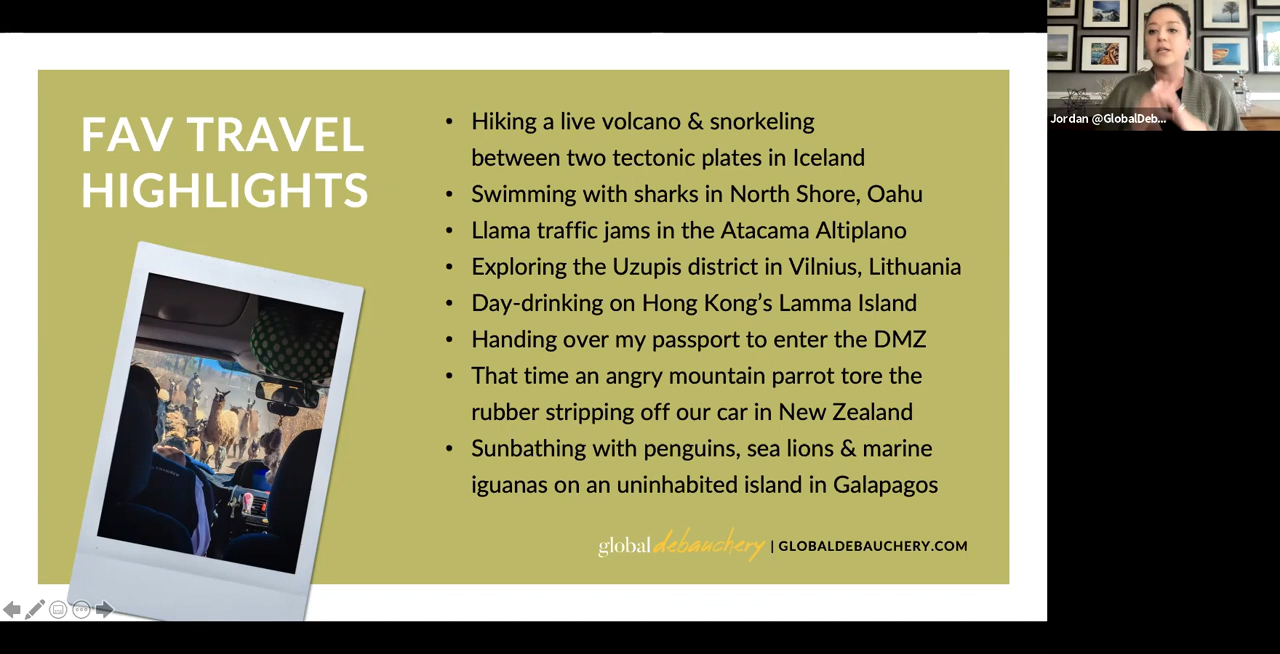 FAV TRAVEL
HIGHLIGHTS
• Hiking a live volcano & snorkeling
between two tectonic plates in Iceland
• Swimming with sharks in North Shore, Oahu
• Llama traffic jams in the Atacama Altiplano
• Exploring the Uzupis district in Vilnius, Lithuania
• Day-drinking on Hong Kong’s Lamma Island
• Handing over my passport to enter the DMZ
• That time an angry mountain parrot tore the
rubber stripping off our car in New Zealand
• Sunbathing with penguins, sea lions & marine
iguanas on an uninhabited island in Galapagos
global debauchery | GLOBALDEBAUCHERY.COM
Jordan @GlobalDeb...